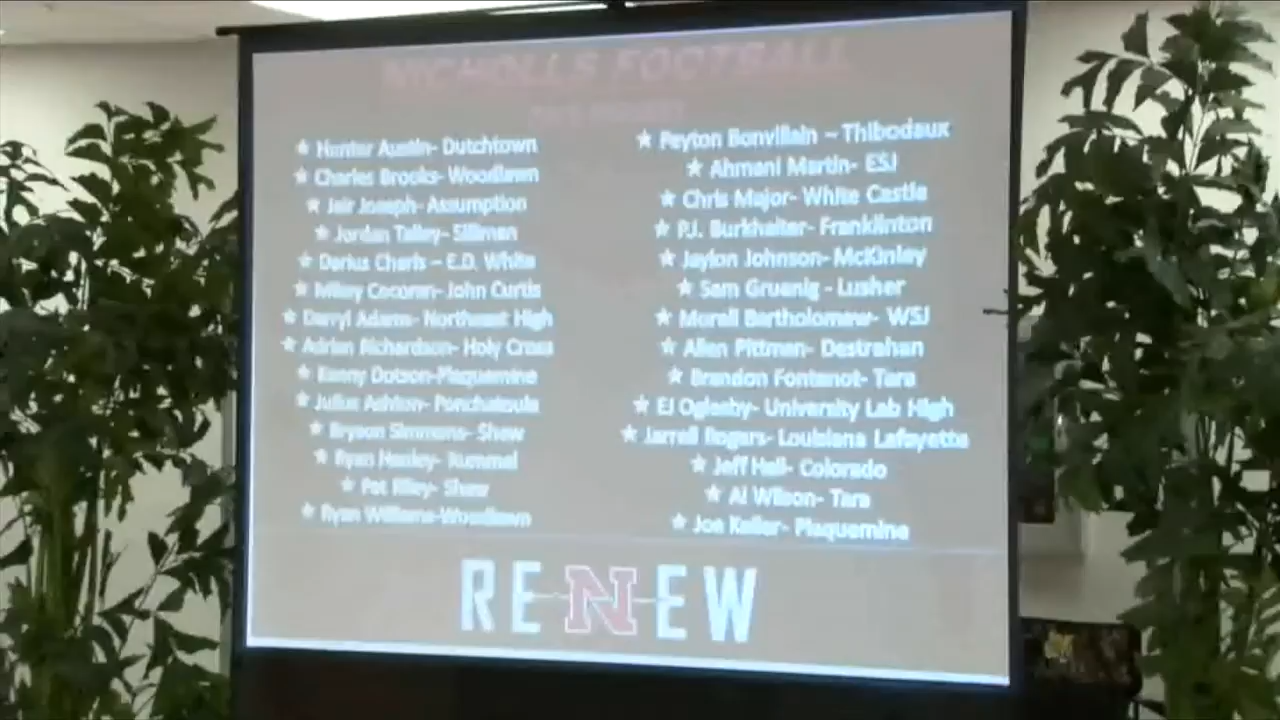 NICHOLLS FOOTBALL
★ Hunter Austin- Dutchtown
★ Charles Brooks- Woodlawn
★ Jair Joseph- Assumption
★ Jordan Talley- Silliman
★ Darius Charis – E.D. White
★ John Curtis
★ Darryl Adams- Northeast High
★ Adrian Richardson- Holy Cross
★ Kenny Dotson-Plaquemine
★ Julius Ashton- Ponchatoula
★ Bryson Simmons- Shaw
★ Ryan Hanley- Rummel
★ Pat Riley- Shaw
★ Ryan Williams-Woodlawn
★ Peyton Bonvillain – Thibodaux
★ Ahmani Martin- ESJ
★ Chris Major- White Castle
★ P.J. Burkhalter- Franklinton
★ Jaylon Johnson- McKinley
★ Sam Gruenig - Lusher
★ Morell Bartholomew- WSJ
★ Allen Pittman- Destrehan
★ Brandon Fontenot- Tara
★ EJ Oglesby- University Lab High
★ Jarrell Rogers- Louisiana Lafayette
★ Jeff Hall- Colorado
★ Al Wilson- Tara
★ Joe Keller- Plaquemine
RENEW